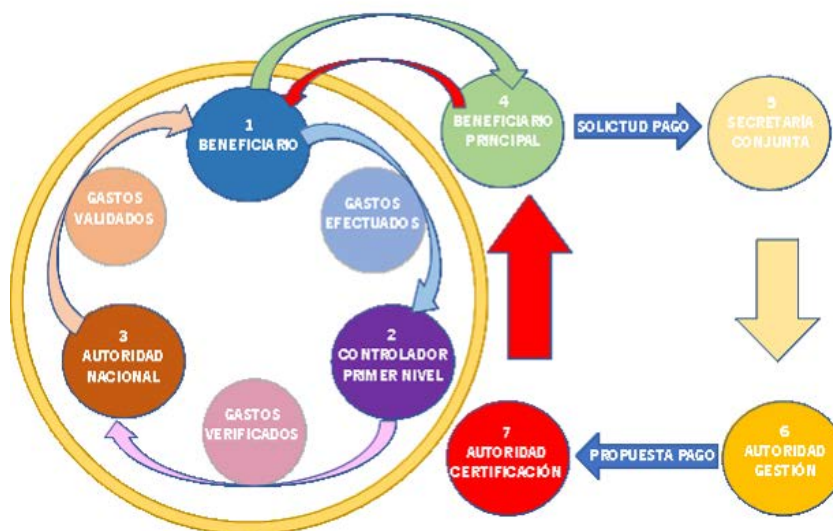 1
BENEFICIARIO
4
BENEFICIARIO
PRINCIPAL
SOLICTUD PAGO
5
SECRETARÍA
CONJUNTA
GASTOS
VALIDADOS
GASTOS
EFECTUADOS
3
AUTORIDAD
NACIONAL
2
CONTROLADOR
PRIMER NIVEL
GASTOS
VERIFICADOS
7
AUTORIDAD
CERTIFICACIÓN
PROPUESTA PAGO
6
AUTORIDAD
GESTIÓN